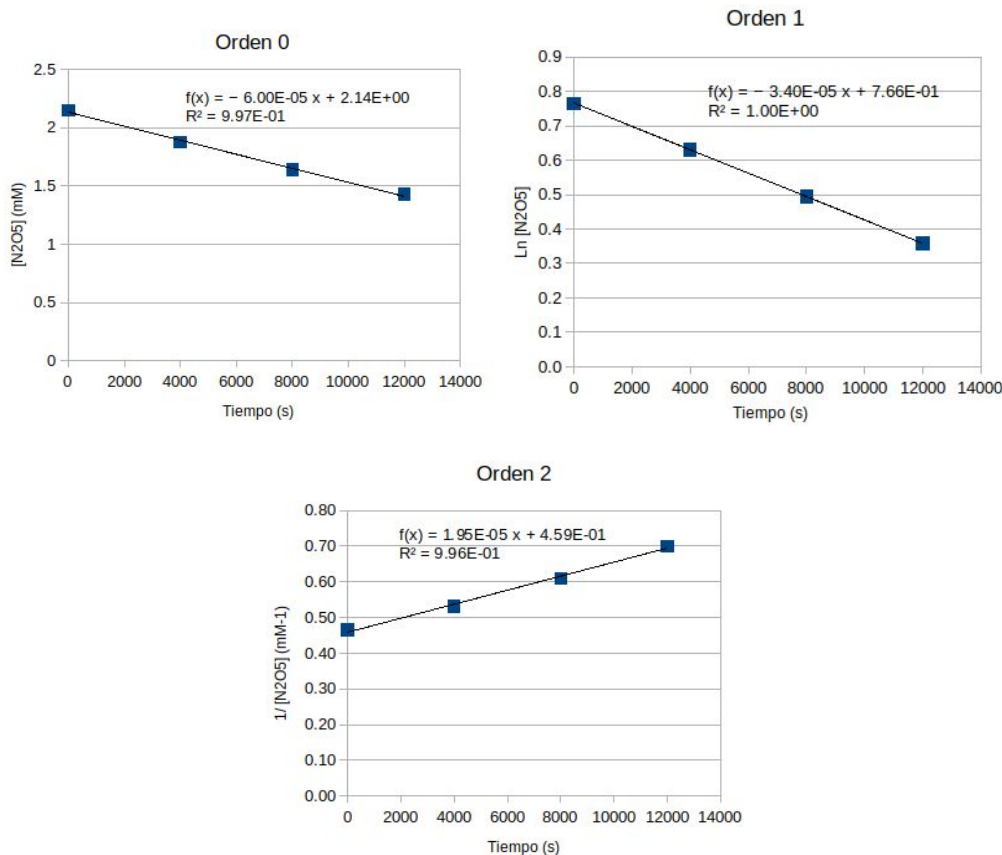 Orden 0
2.5
2
1.5
1
0.5
0
f(x) = − 6.00E-05 x + 2.14E+00
R² = 9.97E-01
[N2O5] (mM)
0 2000 4000 6000 8000 10000 12000 14000
Tiempo (s)
Orden 1
0.9
0.8
0.7
0.6
0.5
0.4
0.3
0.2
0.1
0.0
f(x) = − 3.40E-05 x + 7.66E-01
R² = 1.00E+00
Ln [N2O5]
0 2000 4000 6000 8000 10000 12000 14000
Tiempo (s)
Orden 2
0.80
0.70
0.60
0.50
0.40
0.30
0.20
0.10
0.00
f(x) = 1.95E-05 x + 4.59E-01
R² = 9.96E-01
1/ [N2O5] (mM-1)
0 2000 4000 6000 8000 10000 12000 14000
Tiempo (s)